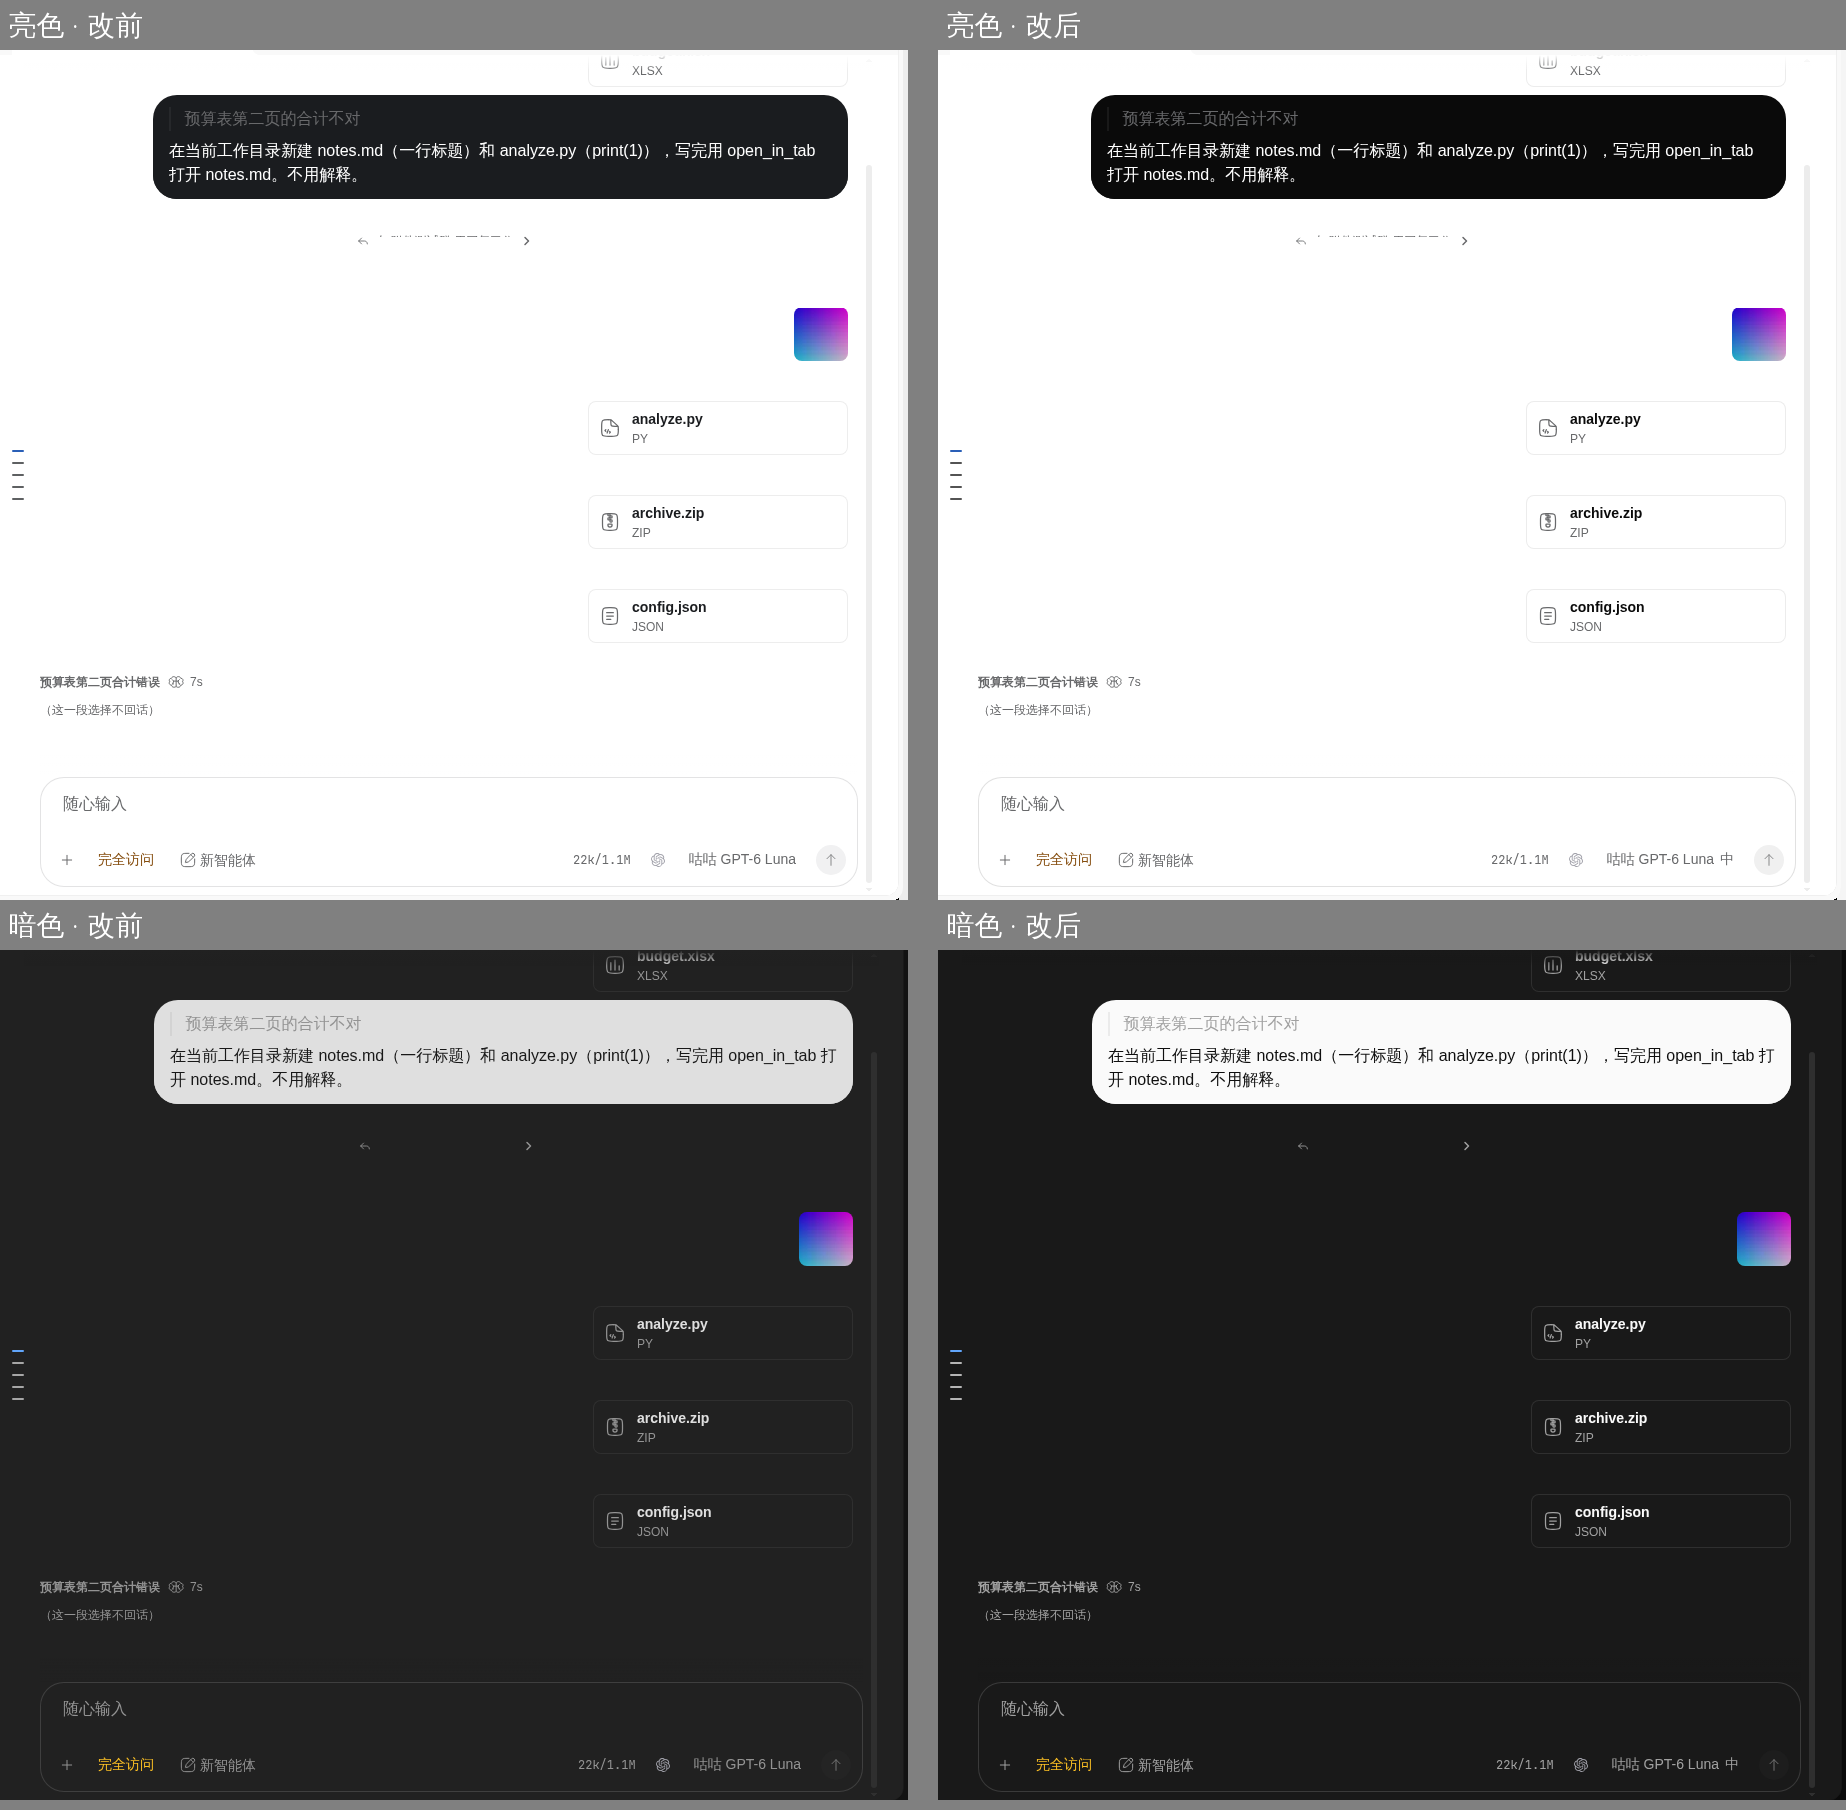 亮色 · 改前
XLSX
预算表第二页的合计不对
在当前工作目录新建 notes.md（一行标题）和 analyze.py（print(1)），写完用 open_in_tab
打开 notes.md。不用解释。
analyze.py
PY
archive.zip
ZIP
config.json
JSON
预算表第二页合计错误 7s
（这一段选择不回话）
随心输入
完全访问 新智能体 22k/1.1M 咕咕 GPT-6 Luna
亮色 · 改后
XLSX
预算表第二页的合计不对
在当前工作目录新建 notes.md（一行标题）和 analyze.py（print(1)），写完用 open_in_tab
打开 notes.md。不用解释。
analyze.py
PY
archive.zip
ZIP
config.json
JSON
预算表第二页合计错误 7s
（这一段选择不回话）
随心输入
完全访问 新智能体 22k/1.1M 咕咕 GPT-6 Luna 中
暗色 · 改前
budget.xlsx
XLSX
预算表第二页的合计不对
在当前工作目录新建 notes.md（一行标题）和 analyze.py（print(1)），写完用 open_in_tab 打
开 notes.md。不用解释。
analyze.py
PY
archive.zip
ZIP
config.json
JSON
预算表第二页合计错误 7s
（这一段选择不回话）
随心输入
完全访问 新智能体 22k/1.1M 咕咕 GPT-6 Luna
暗色 · 改后
budget.xlsx
XLSX
预算表第二页的合计不对
在当前工作目录新建 notes.md（一行标题）和 analyze.py（print(1)），写完用 open_in_tab 打
开 notes.md。不用解释。
analyze.py
PY
archive.zip
ZIP
config.json
JSON
预算表第二页合计错误 7s
（这一段选择不回话）
随心输入
完全访问 新智能体 22k/1.1M 咕咕 GPT-6 Luna 中